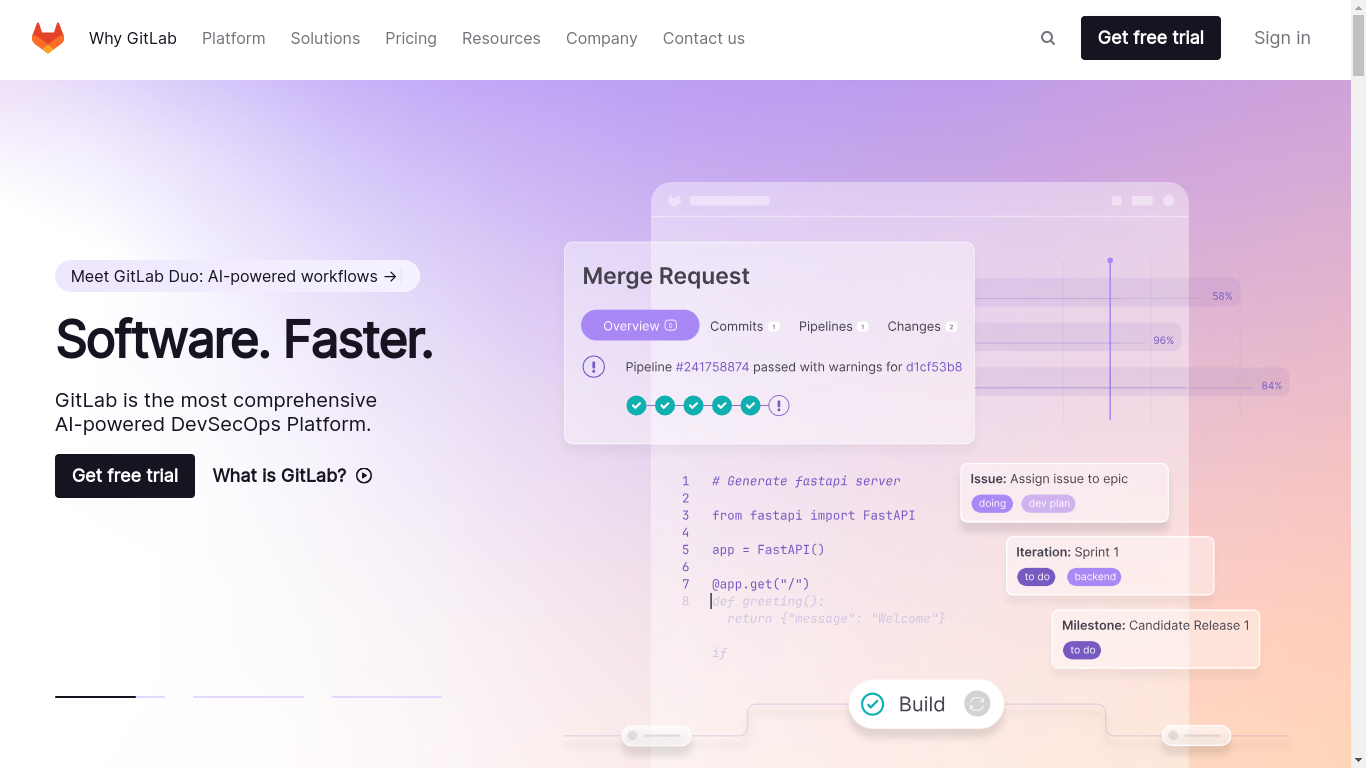 Why GitLab Platform Solutions Pricing Resources Company Contact us Get free trial Sign in
Meet GitLab Duo: AI-powered workflows →
Software. Faster.
GitLab is the most comprehensive
AI-powered DevSecOps Platform.
Get free trial What is GitLab?
Merge Request
Overview 0 Commits 1 Pipelines 1 Changes 2
Pipeline #241758874 passed with warnings for d1cf53b8
58%
96%
84%
1 # Generate fastapi server
2
3 from fastapi import FastAPI
4
5 app = FastAPI()
6
7 @app.get("/")
8 def greeting():
return {"message": "Welcome"}
if
Issue: Assign issue to epic
doing dev plan
Iteration: Sprint 1
to do backend
Milestone: Candidate Release 1
to do
Build